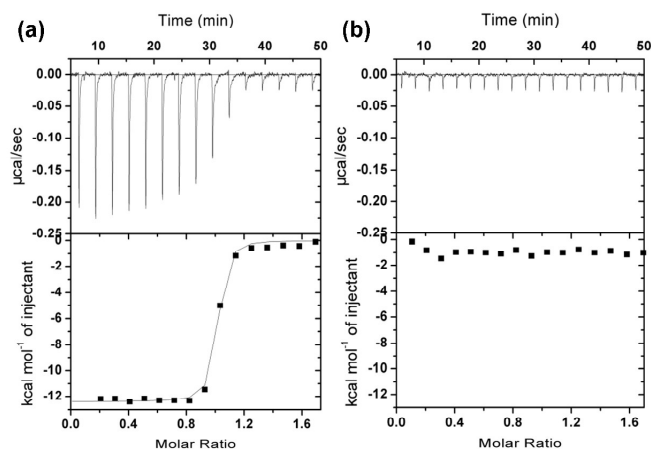 (a)
Time (min)
10 20 30 40 50
0.00
-0.05
-0.10
-0.15
-0.20
-0.25
µcal/sec
0
-2
-4
-6
-8
-10
-12
kcal mol⁻¹ of injectant
0.0 0.4 0.8 1.2 1.6
Molar Ratio
(b)
Time (min)
10 20 30 40 50
0.00
-0.05
-0.10
-0.15
-0.20
-0.25
µcal/sec
0
-2
-4
-6
-8
-10
-12
kcal mol⁻¹ of injectant
0.0 0.4 0.8 1.2 1.6
Molar Ratio